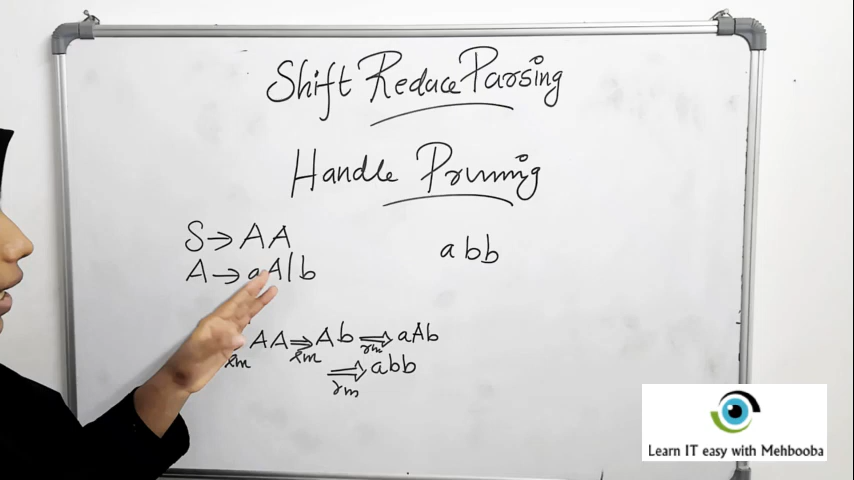 Shift Reduce Parsing
Handle Pruning
S → AA
A → aA | b
abb
AA ⇒ Ab ⇒ aAb
rm rm rm
⇒ abb
rm
Learn IT easy with Mehbooba